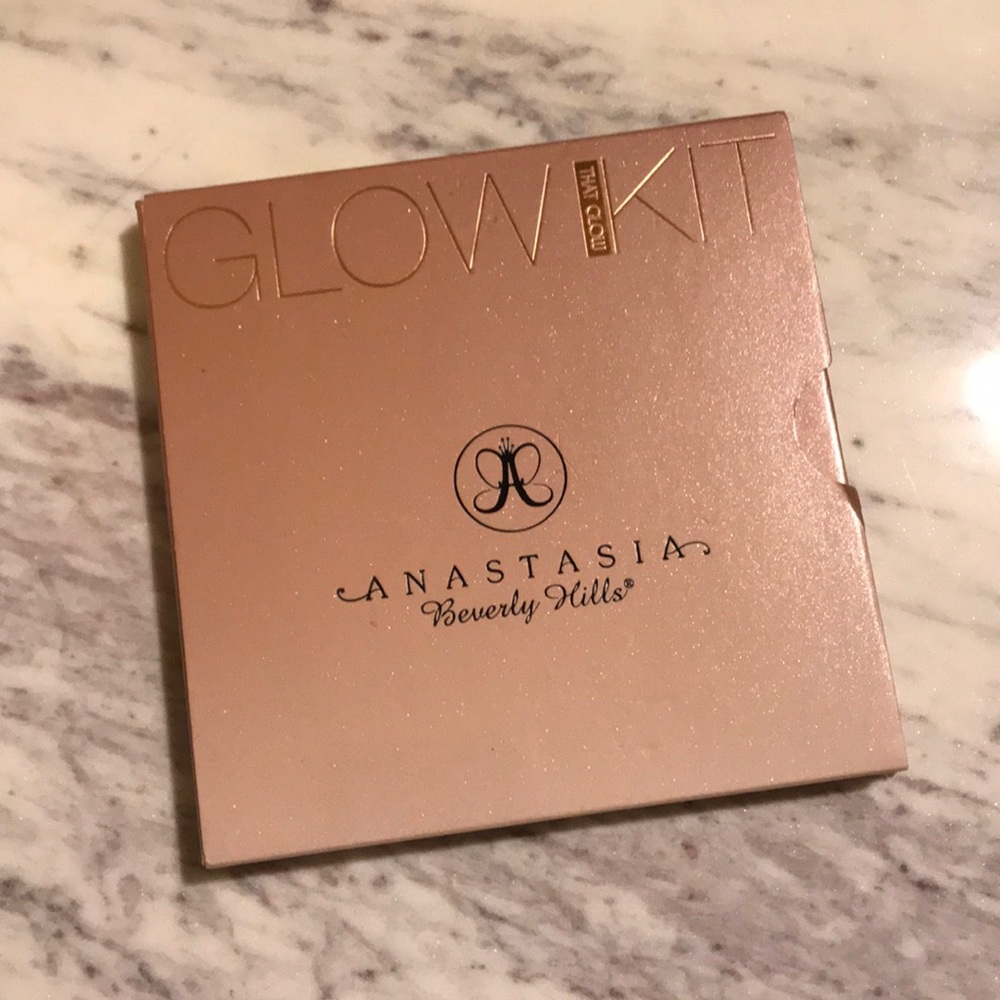 GLOW KIT
THAT GLOW
A
ANASTASIA
Beverly Hills®